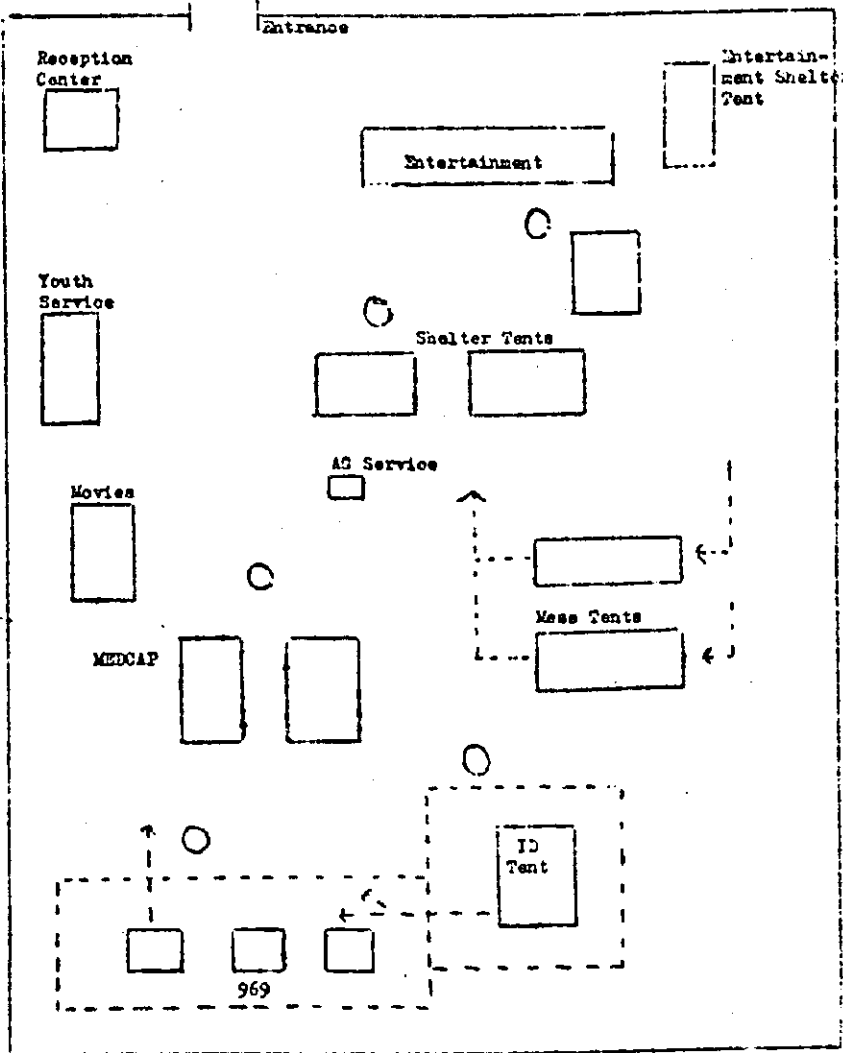 Entrance
Reception
Center
Entertain-
ment Shelter
Tent
Entertainment
Youth
Service
Shelter Tents
AG Service
Movies
Mess Tents
MEDCAP
ID
Tent
969